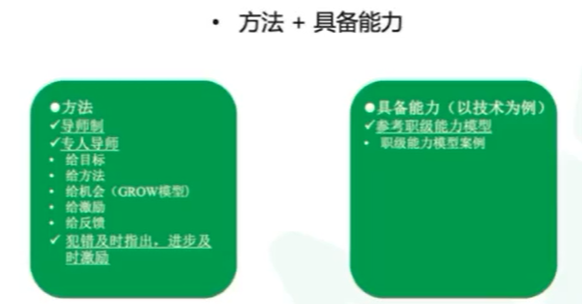 • 方法 + 具备能力
●方法
✓导师制
✓专人导师
• 给目标
• 给方法
• 给机会（GROW模型）
• 给激励
• 给反馈
✓ 犯错及时指出，进步及
时激励
●具备能力（以技术为例）
✓参考职级能力模型
• 职级能力模型案例